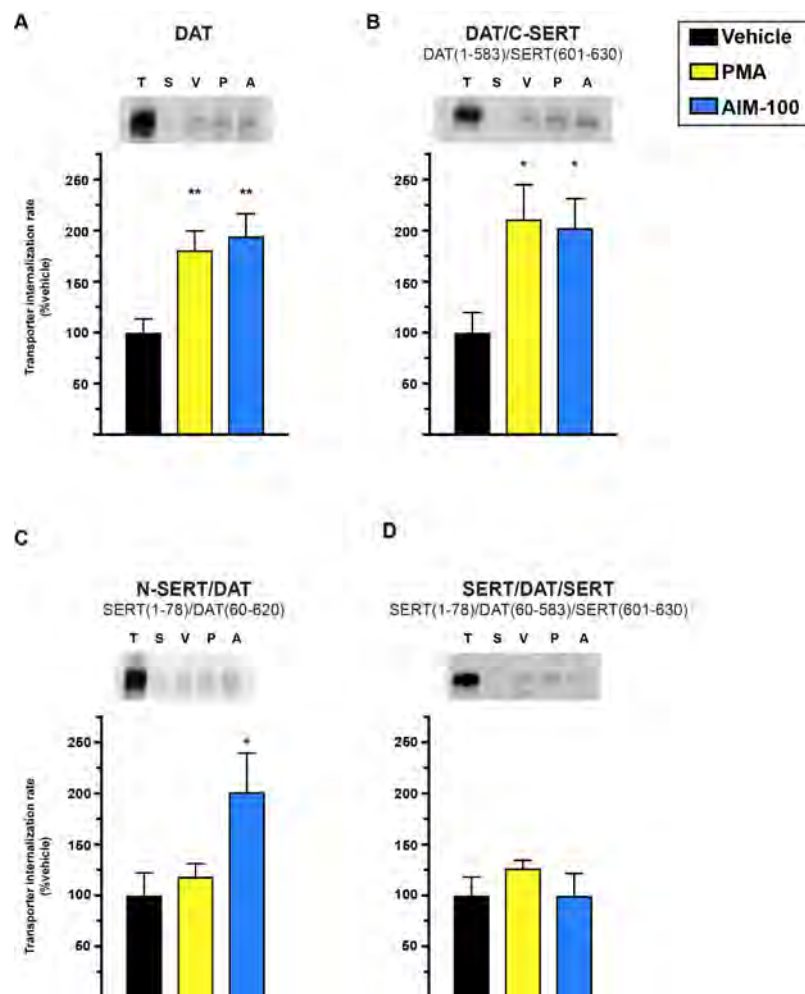 A
DAT
T S V P A
Transporter internalization rate
(%vehicle)
250
200
150
100
50
**
**
B
DAT/C-SERT
DAT(1-583)/SERT(601-630)
T S V P A
250
200
150
100
50
*
*
Vehicle
PMA
AIM-100
C
N-SERT/DAT
SERT(1-78)/DAT(60-620)
T S V P A
Transporter internalization rate
(%vehicle)
250
200
150
100
50
*
D
SERT/DAT/SERT
SERT(1-78)/DAT(60-583)/SERT(601-630)
T S V P A
250
200
150
100
50